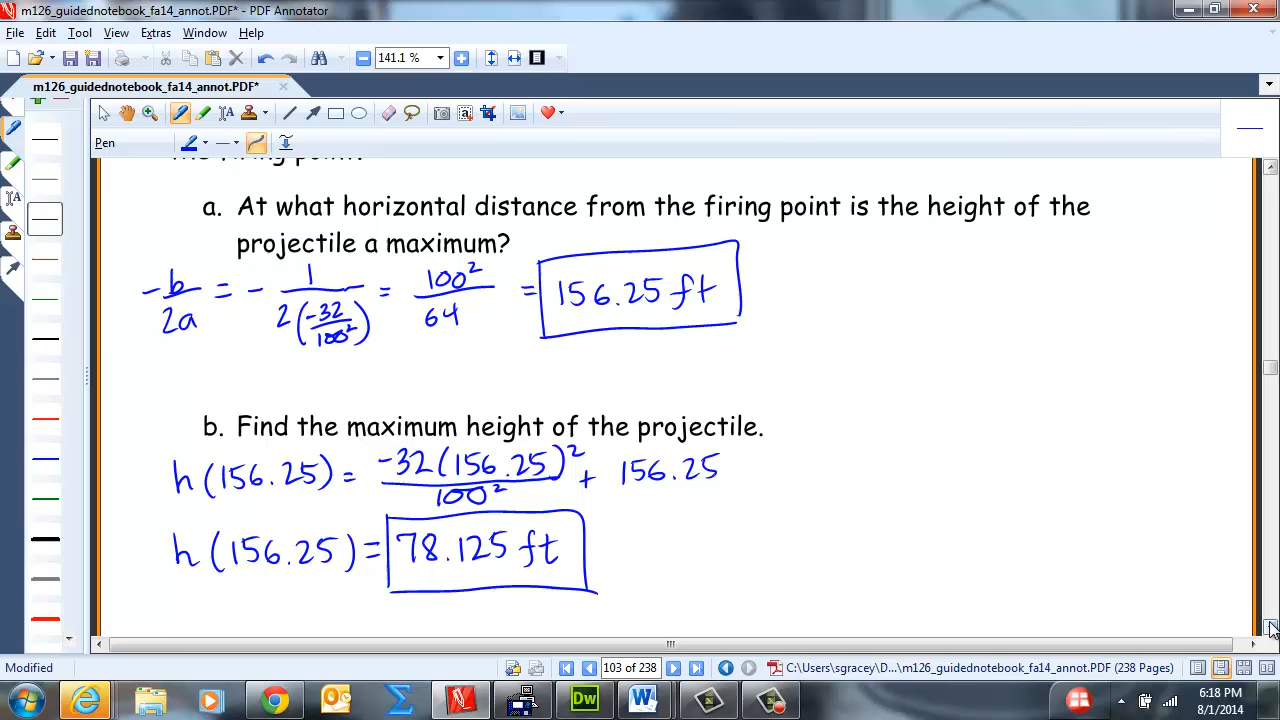 m126_guidednotebook_fa14_annot.PDF* - PDF Annotator
File Edit Tool View Extras Window Help
141.1 %
m126_guidednotebook_fa14_annot.PDF*
Pen
the firing point.
a. At what horizontal distance from the firing point is the height of the
projectile a maximum?
-b/2a = - 1/(2(-32/100²)) = 100²/64 = 156.25 ft
b. Find the maximum height of the projectile.
h(156.25) = -32(156.25)²/100² + 156.25
h(156.25) = 78.125 ft
103 of 238
Modified
C:\Users\sgracey\D...\m126_guidednotebook_fa14_annot.PDF (238 Pages)
Dw
W
6:18 PM
8/1/2014